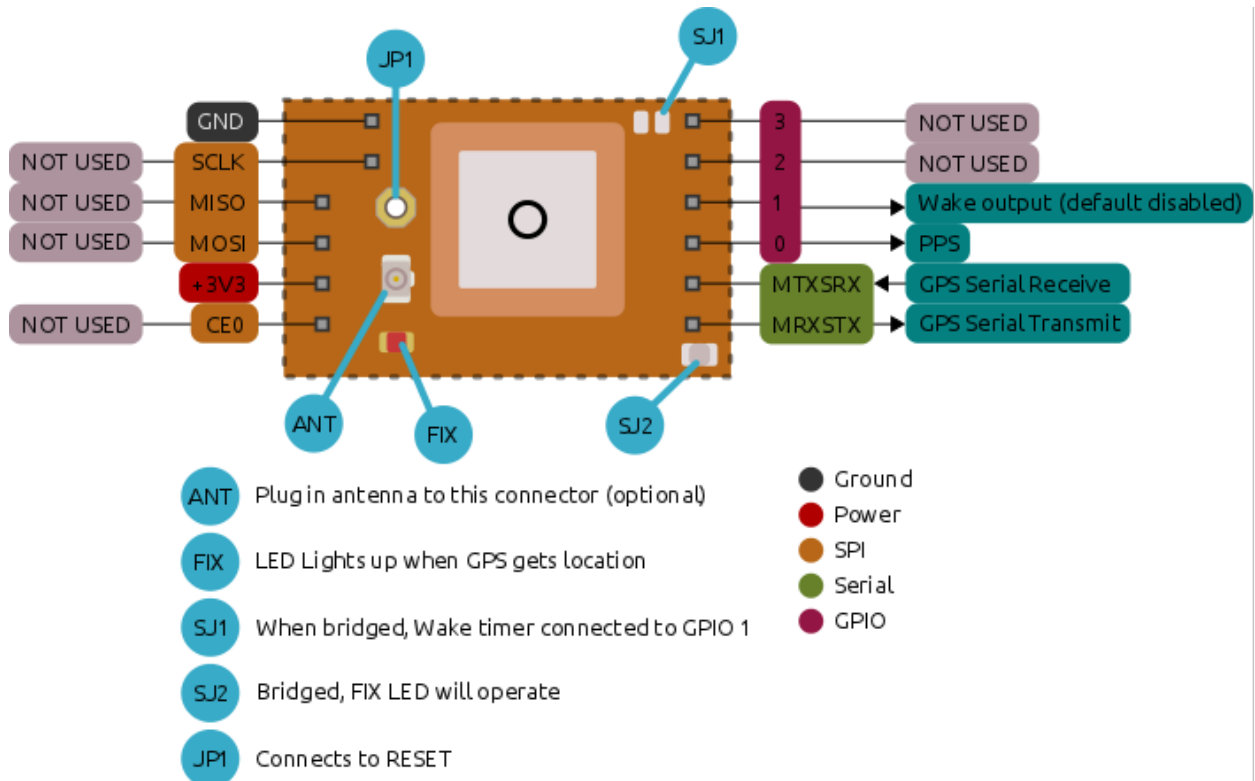 SJ1
JP1
GND
3
NOT USED
NOT USED
SCLK
2
NOT USED
NOT USED
MISO
1
Wake output (default disabled)
NOT USED
MOSI
0
PPS
+3V3
MTXSRX
GPS Serial Receive
NOT USED
CE0
MRXSTX
GPS Serial Transmit
ANT
FIX
SJ2
ANT Plug in antenna to this connector (optional)
FIX LED Lights up when GPS gets location
SJ1 When bridged, Wake timer connected to GPIO 1
SJ2 Bridged, FIX LED will operate
JP1 Connects to RESET
Ground
Power
SPI
Serial
GPIO